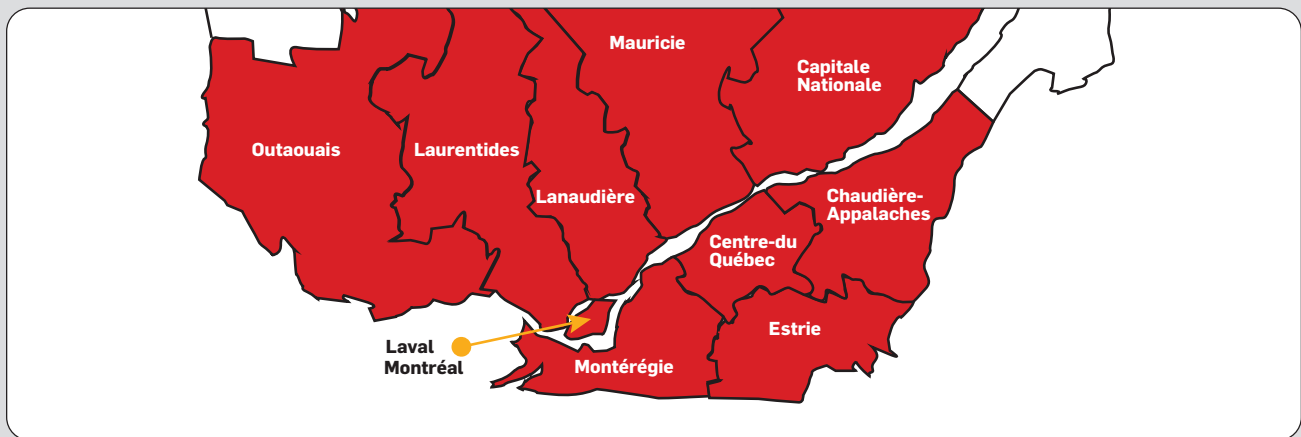 Mauricie
Capitale
Nationale
Outaouais
Laurentides
Lanaudière
Chaudière-
Appalaches
Centre-du
Québec
Estrie
Laval
Montréal
Montérégie